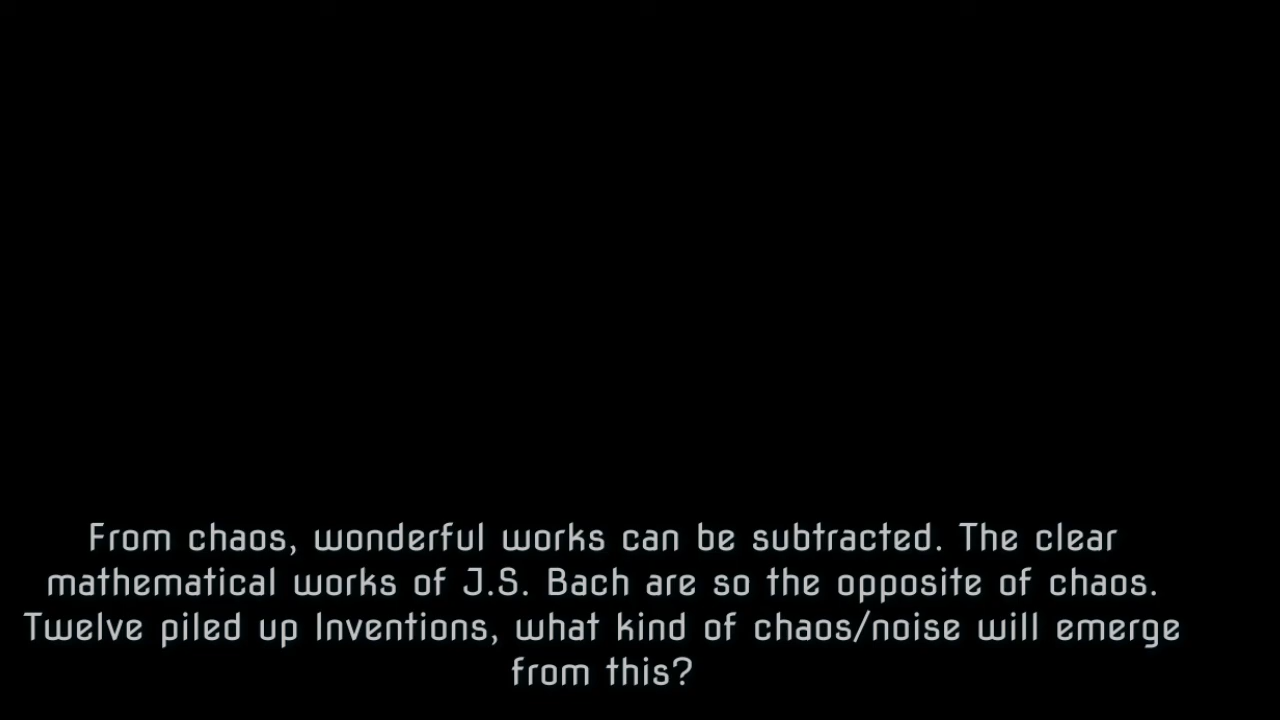 From chaos, wonderful works can be subtracted. The clear
mathematical works of J.S. Bach are so the opposite of chaos.
Twelve piled up Inventions, what kind of chaos/noise will emerge
from this?